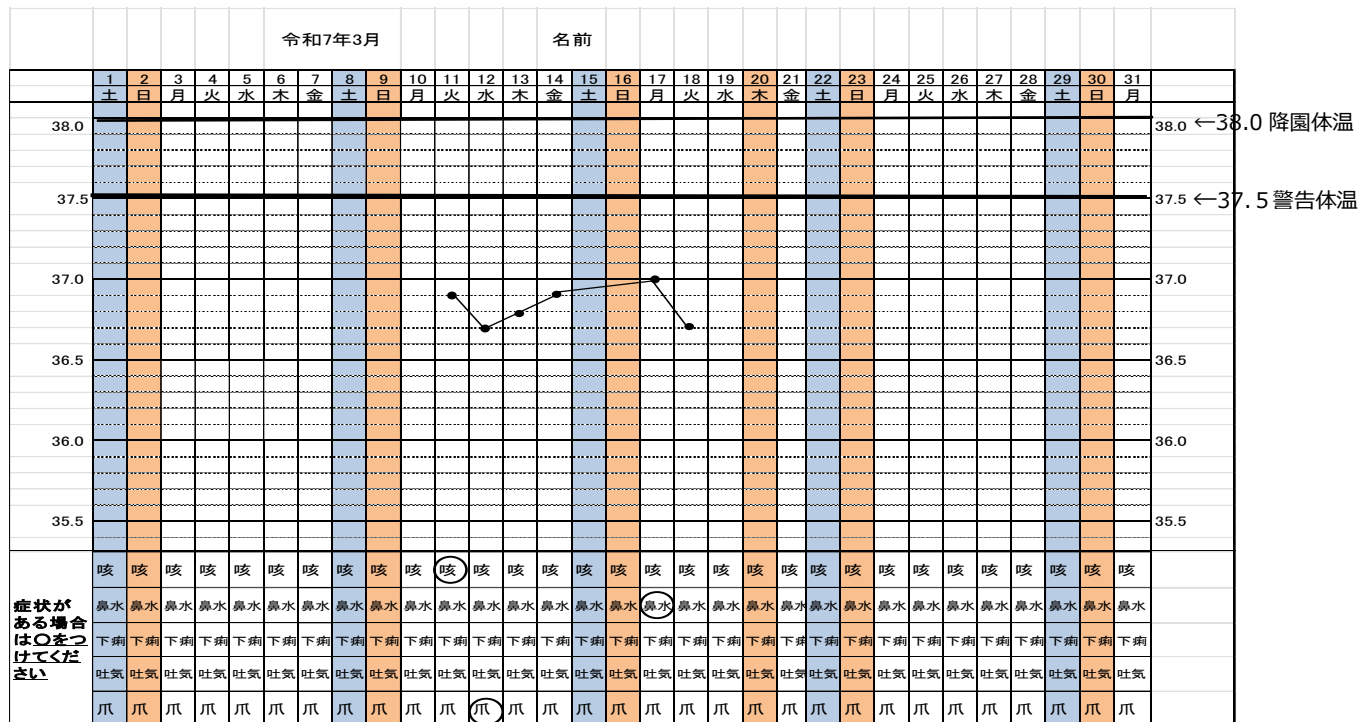 令和7年3月 名前
1 2 3 4 5 6 7 8 9 10 11 12 13 14 15 16 17 18 19 20 21 22 23 24 25 26 27 28 29 30 31
土 日 月 火 水 木 金 土 日 月 火 水 木 金 土 日 月 火 水 木 金 土 日 月 火 水 木 金 土 日 月
38.0 38.0 ←38.0 降園体温
37.5 37.5 ←37.5 警告体温
37.0 37.0
36.5 36.5
36.0 36.0
35.5 35.5
症状が
ある場合
は〇をつ
けてくだ
さい
咳 咳 咳 咳 咳 咳 咳 咳 咳 咳 咳 咳 咳 咳 咳 咳 咳 咳 咳 咳 咳 咳 咳 咳 咳 咳 咳 咳 咳 咳 咳
鼻水 鼻水 鼻水 鼻水 鼻水 鼻水 鼻水 鼻水 鼻水 鼻水 鼻水 鼻水 鼻水 鼻水 鼻水 鼻水 鼻水 鼻水 鼻水 鼻水 鼻水 鼻水 鼻水 鼻水 鼻水 鼻水 鼻水 鼻水 鼻水 鼻水 鼻水
下痢 下痢 下痢 下痢 下痢 下痢 下痢 下痢 下痢 下痢 下痢 下痢 下痢 下痢 下痢 下痢 下痢 下痢 下痢 下痢 下痢 下痢 下痢 下痢 下痢 下痢 下痢 下痢 下痢 下痢 下痢
吐気 吐気 吐気 吐気 吐気 吐気 吐気 吐気 吐気 吐気 吐気 吐気 吐気 吐気 吐気 吐気 吐気 吐気 吐気 吐気 吐気 吐気 吐気 吐気 吐気 吐気 吐気 吐気 吐気 吐気 吐気
爪 爪 爪 爪 爪 爪 爪 爪 爪 爪 爪 爪 爪 爪 爪 爪 爪 爪 爪 爪 爪 爪 爪 爪 爪 爪 爪 爪 爪 爪 爪